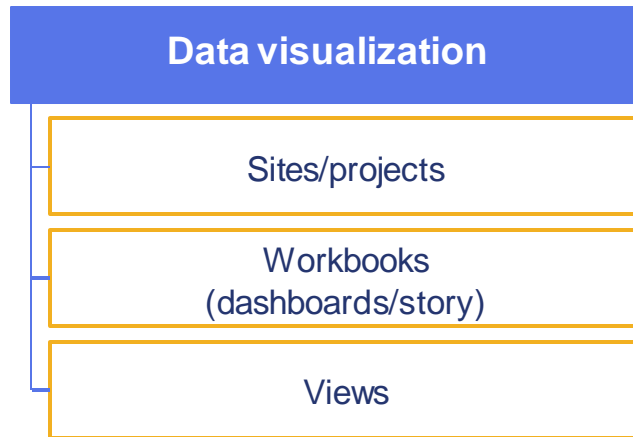 Data visualization
Sites/projects
Workbooks
(dashboards/story)
Views